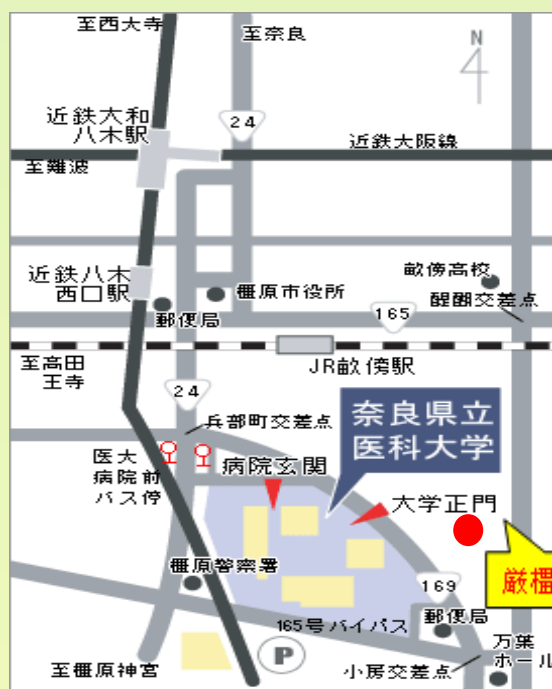 至西大寺
至奈良
N
近鉄大和
八木駅
24
近鉄大阪線
至難波
近鉄八木
西口駅
橿原市役所
畝傍高校
醍醐交差点
郵便局
165
至高田
王寺
JR畝傍駅
24
兵部町交差点
奈良県立
医科大学
医大
病院前
バス停
病院玄関
大学正門
厳橿
橿原警察署
169
165号バイパス
郵便局
万葉
ホール
P
至橿原神宮
小房交差点